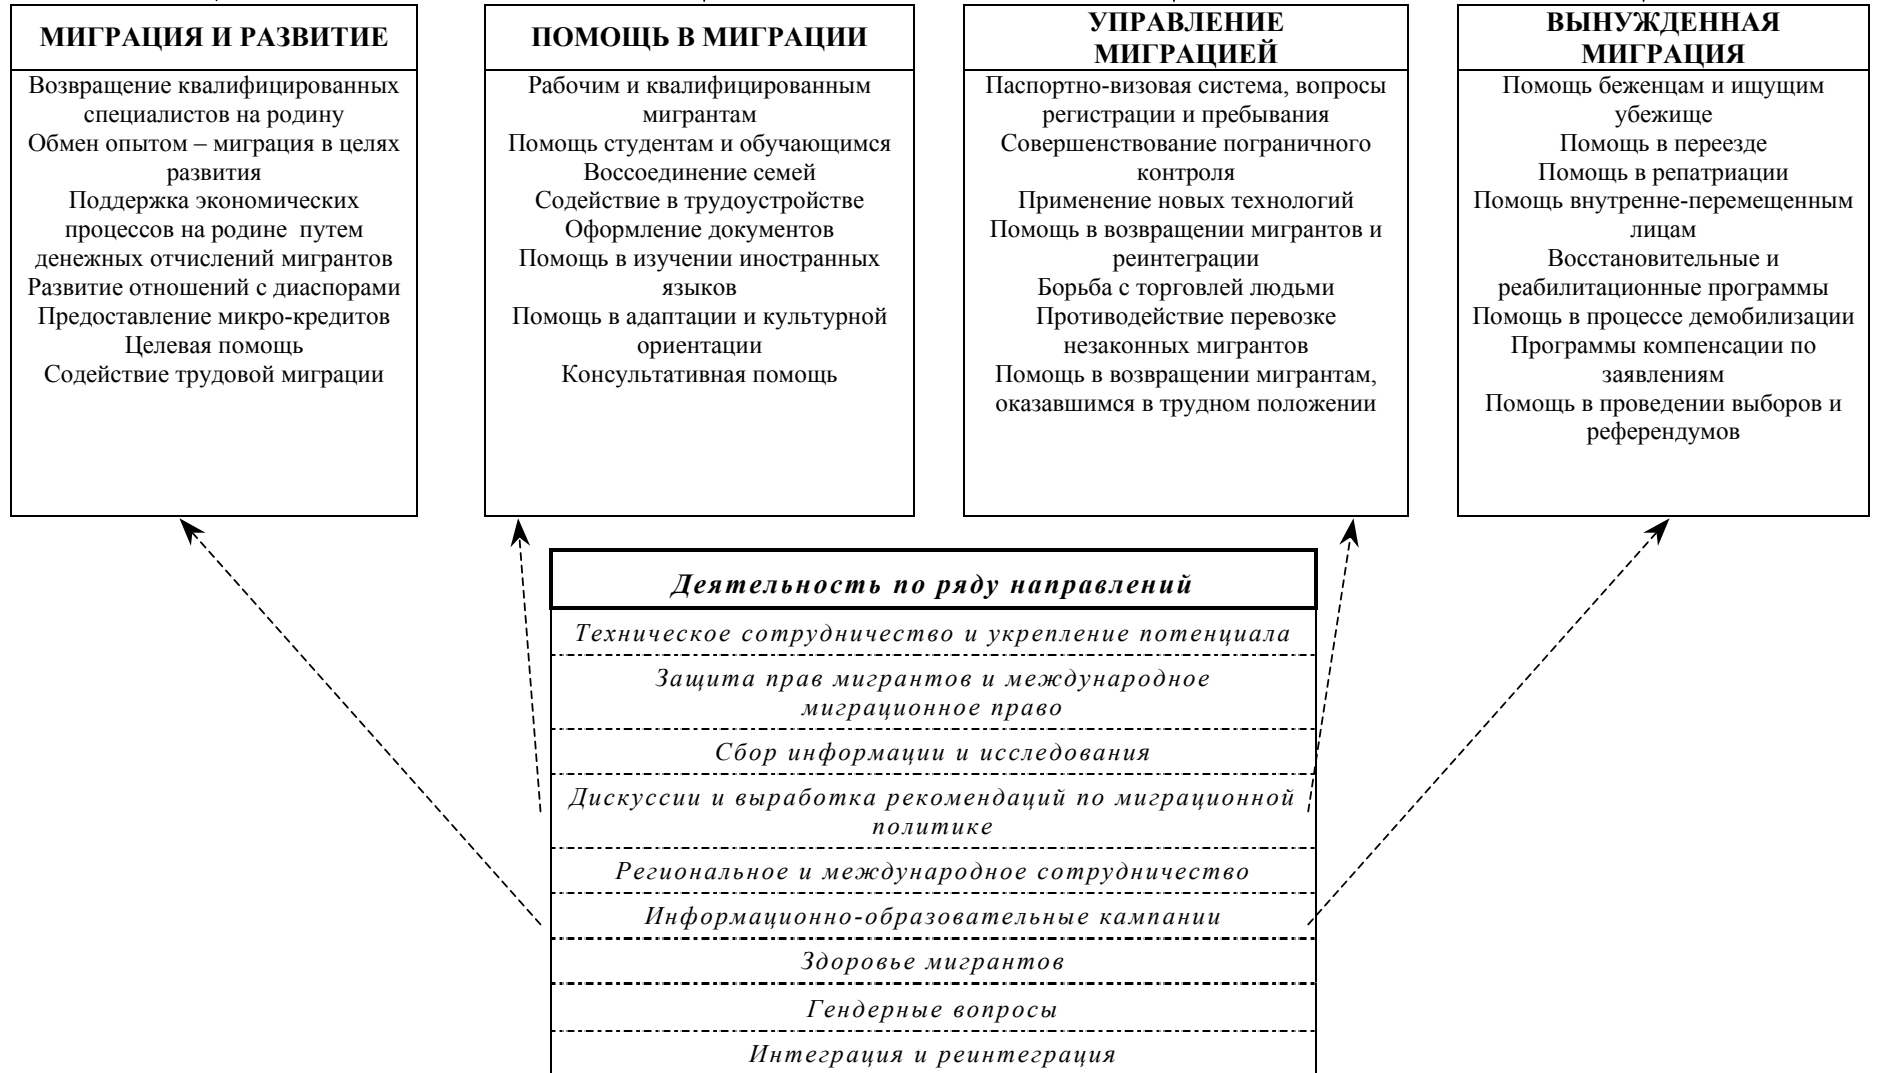 МИГРАЦИЯ И РАЗВИТИЕ
Возвращение квалифицированных
специалистов на родину
Обмен опытом – миграция в целях
развития
Поддержка экономических
процессов на родине путем
денежных отчислений мигрантов
Развитие отношений с диаспорами
Предоставление микро-кредитов
Целевая помощь
Содействие трудовой миграции
ПОМОЩЬ В МИГРАЦИИ
Рабочим и квалифицированным
мигрантам
Помощь студентам и обучающимся
Воссоединение семей
Содействие в трудоустройстве
Оформление документов
Помощь в изучении иностранных
языков
Помощь в адаптации и культурной
ориентации
Консультативная помощь
УПРАВЛЕНИЕ
МИГРАЦИЕЙ
Паспортно-визовая система, вопросы
регистрации и пребывания
Совершенствование пограничного
контроля
Применение новых технологий
Помощь в возвращении мигрантов и
реинтеграции
Борьба с торговлей людьми
Противодействие перевозке
незаконных мигрантов
Помощь в возвращении мигрантам,
оказавшимся в трудном положении
ВЫНУЖДЕННАЯ
МИГРАЦИЯ
Помощь беженцам и ищущим
убежище
Помощь в переезде
Помощь в репатриации
Помощь внутренне-перемещенным
лицам
Восстановительные и
реабилитационные программы
Помощь в процессе демобилизации
Программы компенсации по
заявлениям
Помощь в проведении выборов и
референдумов
Деятельность по ряду направлений
Техническое сотрудничество и укрепление потенциала
Защита прав мигрантов и международное
миграционное право
Сбор информации и исследования
Дискуссии и выработка рекомендаций по миграционной
политике
Региональное и международное сотрудничество
Информационно-образовательные кампании
Здоровье мигрантов
Гендерные вопросы
Интеграция и реинтеграция